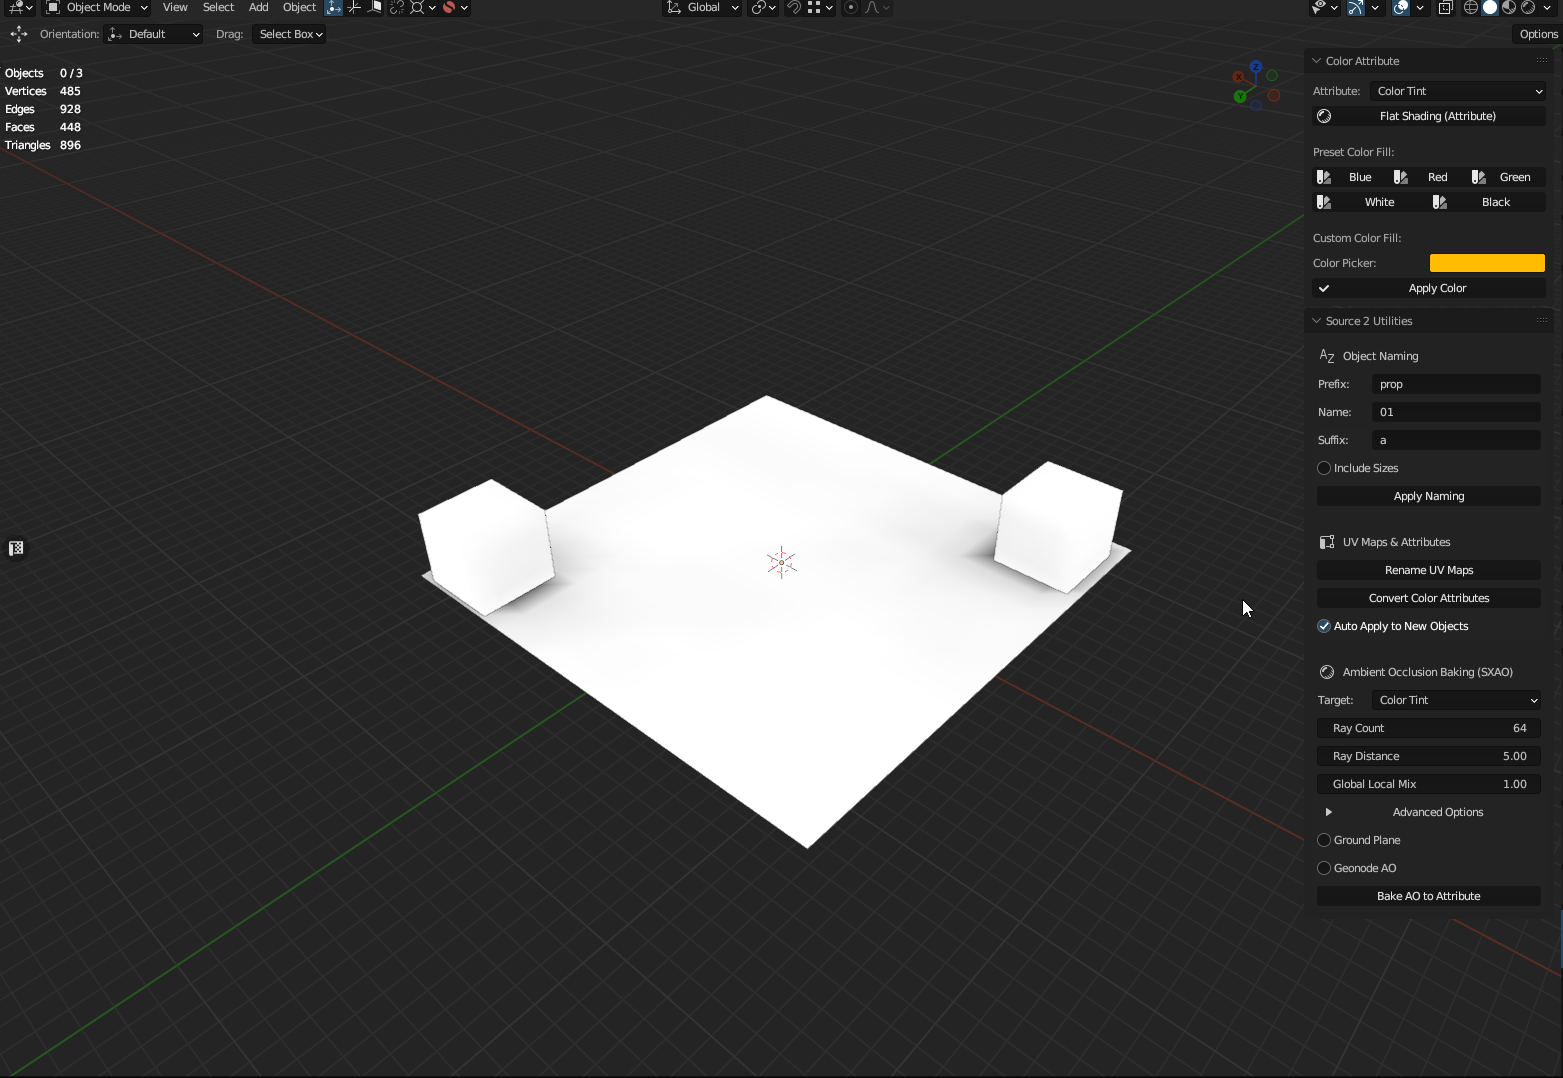 Object Mode View Select Add Object Global
Orientation: Default Drag: Select Box Options
Objects 0 / 3
Vertices 485
Edges 928
Faces 448
Triangles 896
Z
X
Y
Color Attribute
Attribute: Color Tint
Flat Shading (Attribute)
Preset Color Fill:
Blue Red Green
White Black
Custom Color Fill:
Color Picker:
Apply Color
Source 2 Utilities
AZ Object Naming
Prefix: prop
Name: 01
Suffix: a
Include Sizes
Apply Naming
UV Maps & Attributes
Rename UV Maps
Convert Color Attributes
Auto Apply to New Objects
Ambient Occlusion Baking (SXAO)
Target: Color Tint
Ray Count 64
Ray Distance 5.00
Global Local Mix 1.00
Advanced Options
Ground Plane
Geonode AO
Bake AO to Attribute